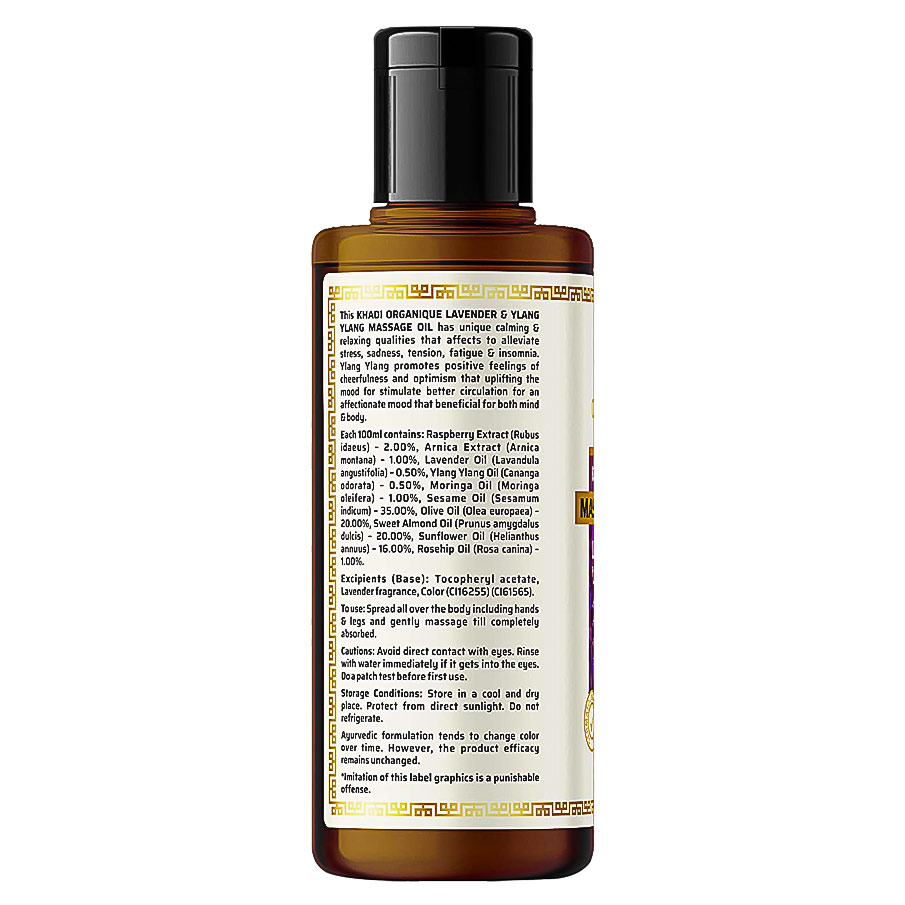 This KHADI ORGANIQUE LAVENDER & YLANG
YLANG MASSAGE OIL has unique calming &
relaxing qualities that affects to alleviate
stress, sadness, tension, fatigue & insomnia.
Ylang Ylang promotes positive feelings of
cheerfulness and optimism that uplifting the
mood for stimulate better circulation for an
affectionate mood that beneficial for both mind
& body.
Each 100ml contains: Raspberry Extract (Rubus
idaeus) - 2.00%, Arnica Extract (Arnica
montana) - 1.00%, Lavender Oil (Lavandula
angustifolia) - 0.50%, Ylang Ylang Oil (Cananga
odorata) - 0.50%, Moringa Oil (Moringa
oleifera) - 1.00%, Sesame Oil (Sesamum
indicum) - 35.00%, Olive Oil (Olea europaea) -
20.00%, Sweet Almond Oil (Prunus amygdalus
dulcis) - 20.00%, Sunflower Oil (Helianthus
annuus) - 16.00%, Rosehip Oil (Rosa canina) -
1.00%.
Excipients (Base): Tocopheryl acetate,
Lavender fragrance, Color (CI16255) (CI61565).
To use: Spread all over the body including hands
& legs and gently massage till completely
absorbed.
Cautions: Avoid direct contact with eyes. Rinse
with water immediately if it gets into the eyes.
Do a patch test before first use.
Storage Conditions: Store in a cool and dry
place. Protect from direct sunlight. Do not
refrigerate.
Ayurvedic formulation tends to change color
over time. However, the product efficacy
remains unchanged.
*Imitation of this label graphics is a punishable
offense.